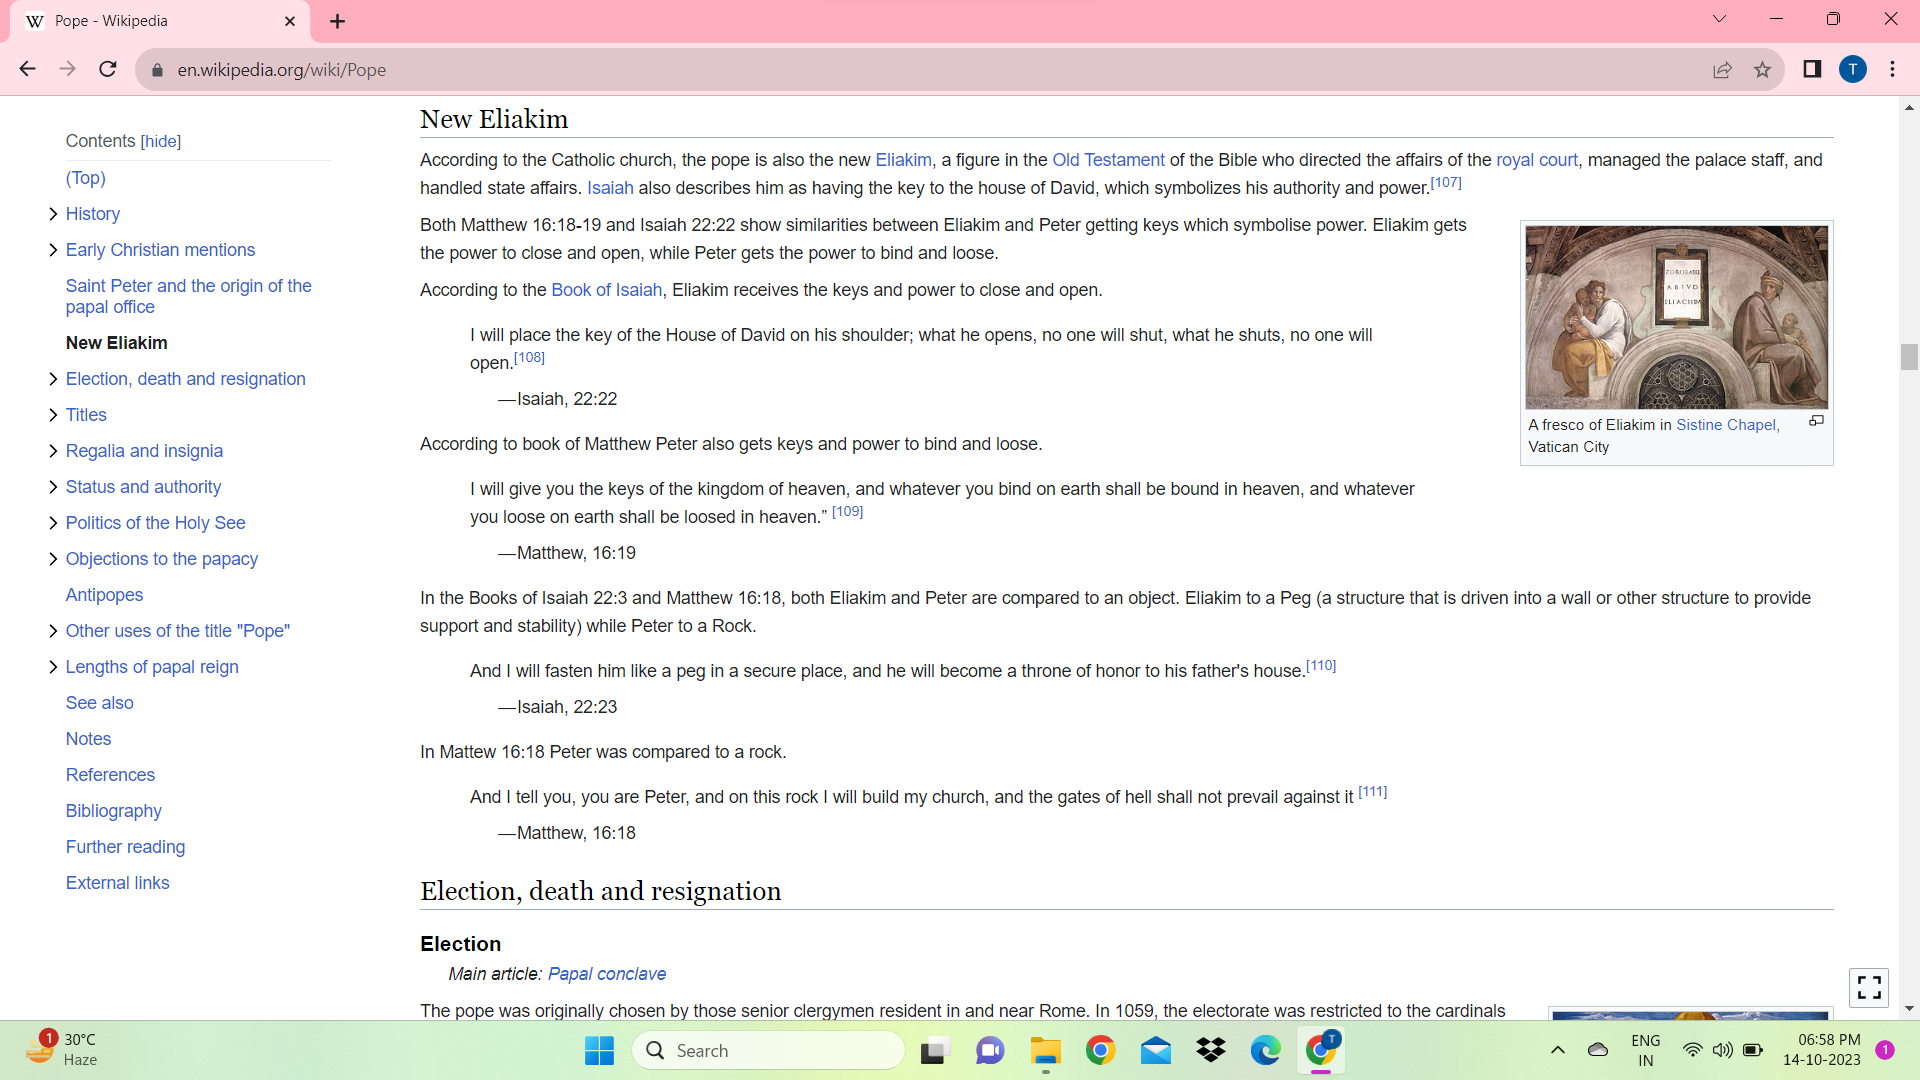 Pope - Wikipedia
en.wikipedia.org/wiki/Pope
T
Contents [hide]
(Top)
History
Early Christian mentions
Saint Peter and the origin of the
papal office
New Eliakim
Election, death and resignation
Titles
Regalia and insignia
Status and authority
Politics of the Holy See
Objections to the papacy
Antipopes
Other uses of the title "Pope"
Lengths of papal reign
See also
Notes
References
Bibliography
Further reading
External links
New Eliakim
According to the Catholic church, the pope is also the new Eliakim, a figure in the Old Testament of the Bible who directed the affairs of the royal court, managed the palace staff, and
handled state affairs. Isaiah also describes him as having the key to the house of David, which symbolizes his authority and power.[107]
Both Matthew 16:18-19 and Isaiah 22:22 show similarities between Eliakim and Peter getting keys which symbolise power. Eliakim gets
the power to close and open, while Peter gets the power to bind and loose.
According to the Book of Isaiah, Eliakim receives the keys and power to close and open.
I will place the key of the House of David on his shoulder; what he opens, no one will shut, what he shuts, no one will
open.[108]
—Isaiah, 22:22
According to book of Matthew Peter also gets keys and power to bind and loose.
I will give you the keys of the kingdom of heaven, and whatever you bind on earth shall be bound in heaven, and whatever
you loose on earth shall be loosed in heaven.” [109]
—Matthew, 16:19
In the Books of Isaiah 22:3 and Matthew 16:18, both Eliakim and Peter are compared to an object. Eliakim to a Peg (a structure that is driven into a wall or other structure to provide
support and stability) while Peter to a Rock.
And I will fasten him like a peg in a secure place, and he will become a throne of honor to his father's house.[110]
—Isaiah, 22:23
In Mattew 16:18 Peter was compared to a rock.
And I tell you, you are Peter, and on this rock I will build my church, and the gates of hell shall not prevail against it [111]
—Matthew, 16:18
ZOROBABEL
ABIVD
ELIACHIM
A fresco of Eliakim in Sistine Chapel,
Vatican City
Election, death and resignation
Election
Main article: Papal conclave
The pope was originally chosen by those senior clergymen resident in and near Rome. In 1059, the electorate was restricted to the cardinals
1
30°C
Haze
Search
T
ENG
IN
06:58 PM
14-10-2023
1